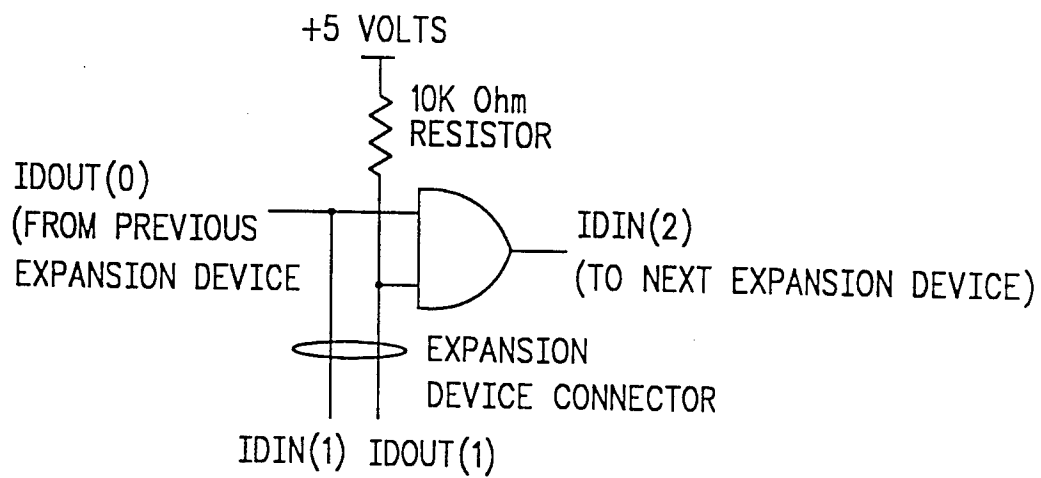 +5 VOLTS
10K Ohm
RESISTOR
IDOUT(0)
(FROM PREVIOUS
EXPANSION DEVICE
IDIN(2)
(TO NEXT EXPANSION DEVICE)
EXPANSION
DEVICE CONNECTOR
IDIN(1) IDOUT(1)